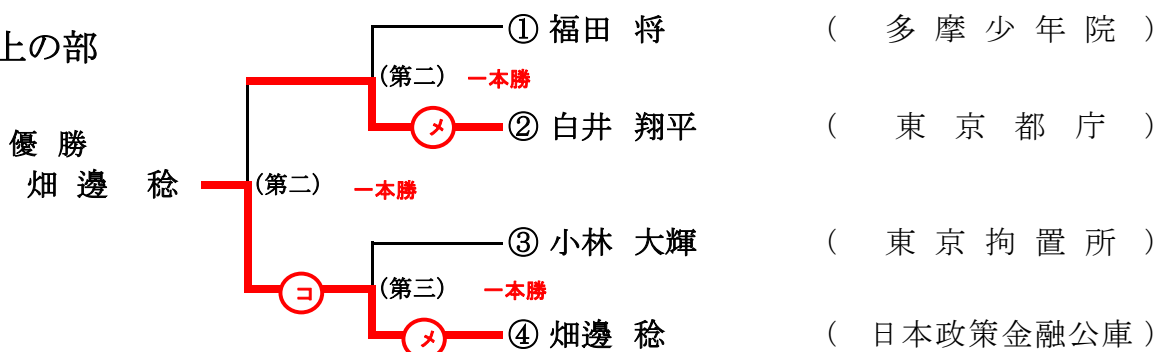 ① 福田 将 ( 多摩少年院 )
上の部
(第二) 一本勝
メ ②白井 翔平 ( 東京都庁 )
優勝
畑邊 稔 (第二) 一本勝
③ 小林 大輝 ( 東京拘置所 )
コ (第三) 一本勝
メ ④ 畑邊 稔 ( 日本政策金融公庫 )